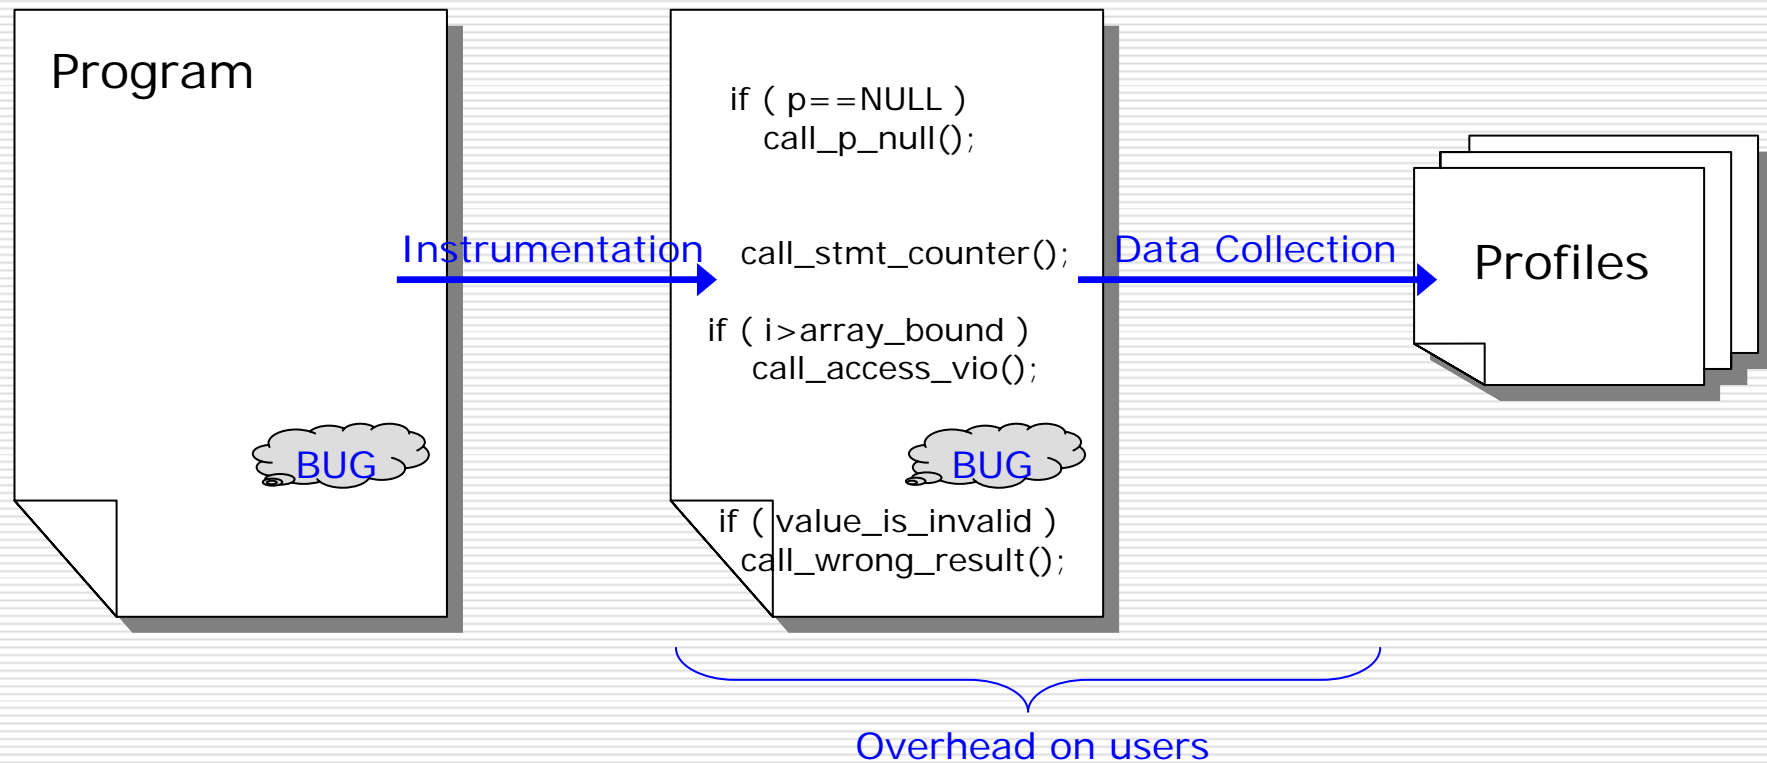 Program
BUG
Instrumentation
if ( p==NULL )
call_p_null();
call_stmt_counter();
if ( i>array_bound )
call_access_vio();
BUG
if ( value_is_invalid )
call_wrong_result();
Data Collection
Profiles
Overhead on users